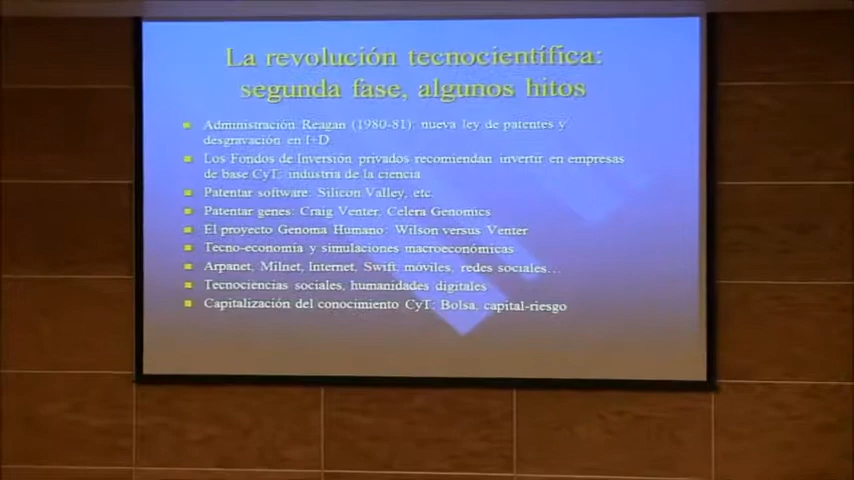 La revolución tecnocientífica:
segunda fase, algunos hitos
Administración Reagan (1980-81): nueva ley de patentes y
desgravación en I+D
Los Fondos de Inversión privados recomiendan invertir en empresas
de base CyT: industria de la ciencia
Patentar software: Silicon Valley, etc.
Patentar genes: Craig Venter, Celera Genomics
El proyecto Genoma Humano: Wilson versus Venter
Tecno-economía y simulaciones macroeconómicas
Arpanet, Milnet, Internet, Swift, móviles, redes sociales…
Tecnociencias sociales, humanidades digitales
Capitalización del conocimiento CyT: Bolsa, capital-riesgo